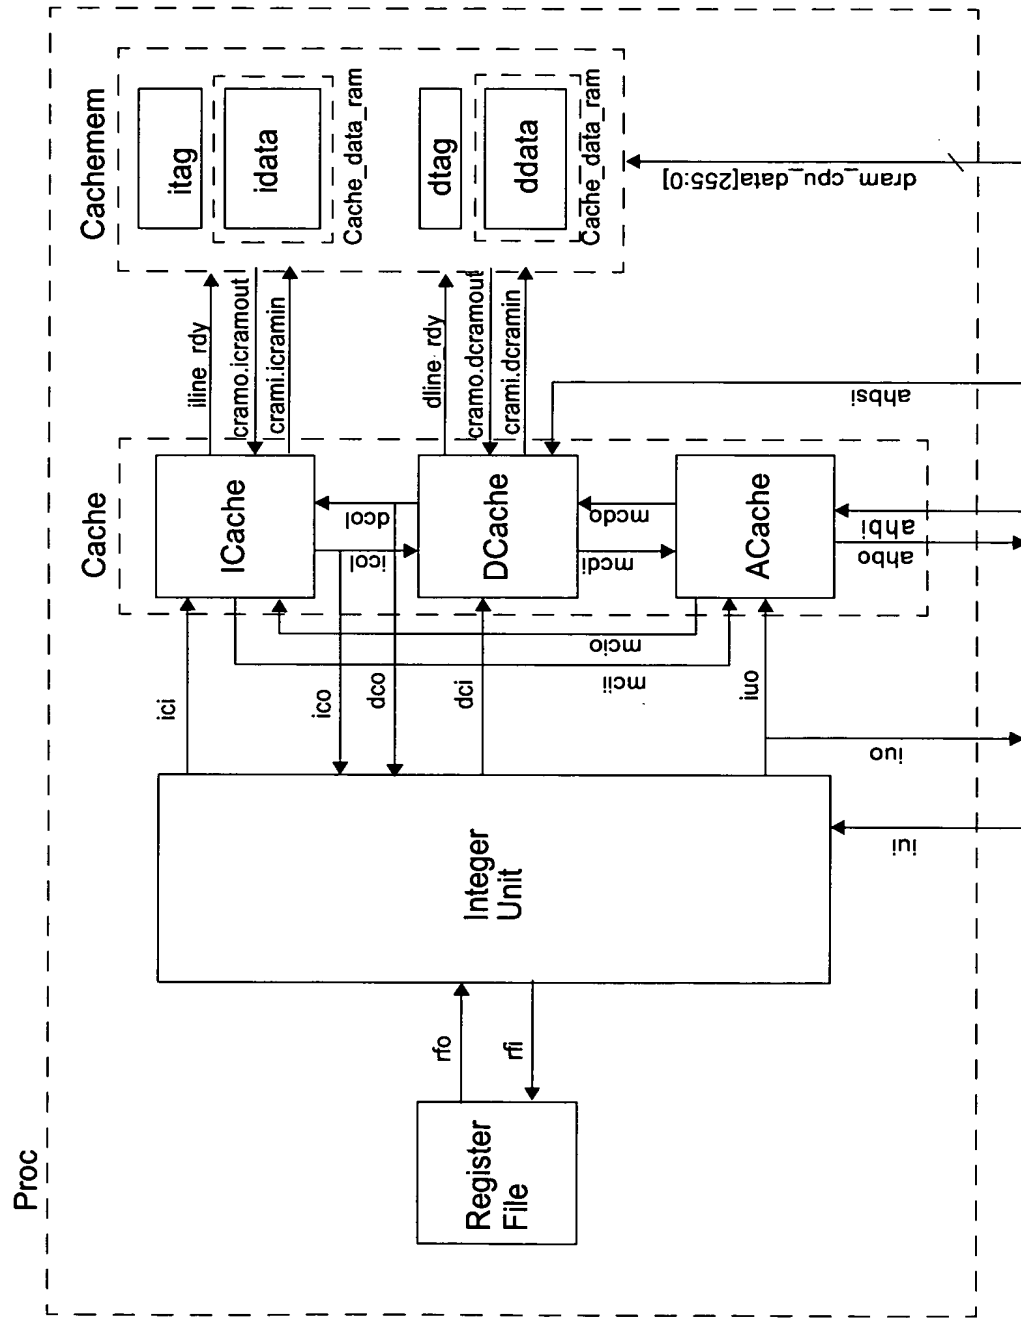 Proc
Register
File
rfo
rfi
Integer
Unit
iui
ici
ico
dco
dci
iuo
iuo
mcii
mcio
Cache
ICache
dcol
icol
DCache
mcdo
mcdi
ACache
ahbi
ahbo
ahbsi
iline_rdy
cramo.icramout
crami.icramin
dline_rdy
cramo.dcramout
crami.dcramin
Cachemem
itag
idata
Cache_data_ram
dtag
ddata
Cache_data_ram
dram_cpu_data[255:0]